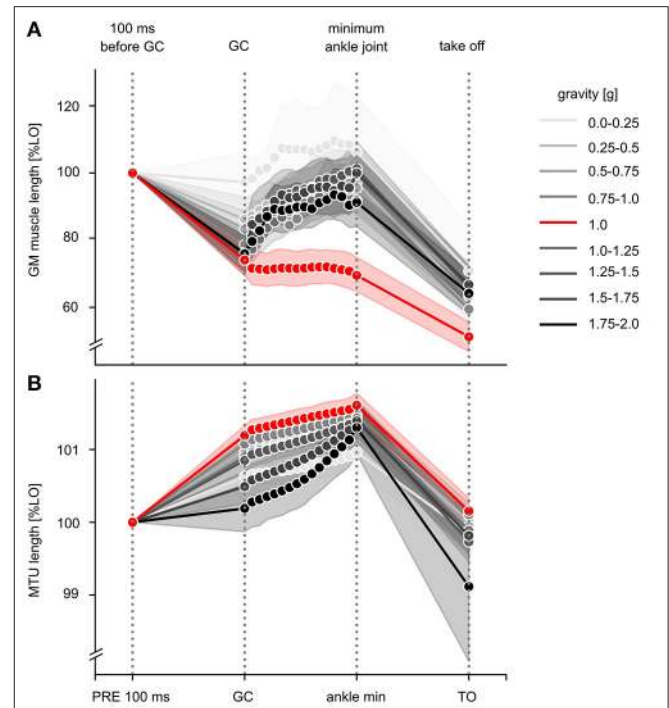 100 ms
before GC
GC
minimum
ankle joint
take off
A
GM muscle length [%LO]
120
100
80
60
gravity [g]
0.0-0.25
0.25-0.5
0.5-0.75
0.75-1.0
1.0
1.0-1.25
1.25-1.5
1.5-1.75
1.75-2.0
B
MTU length [%LO]
101
100
99
PRE 100 ms
GC
ankle min
TO